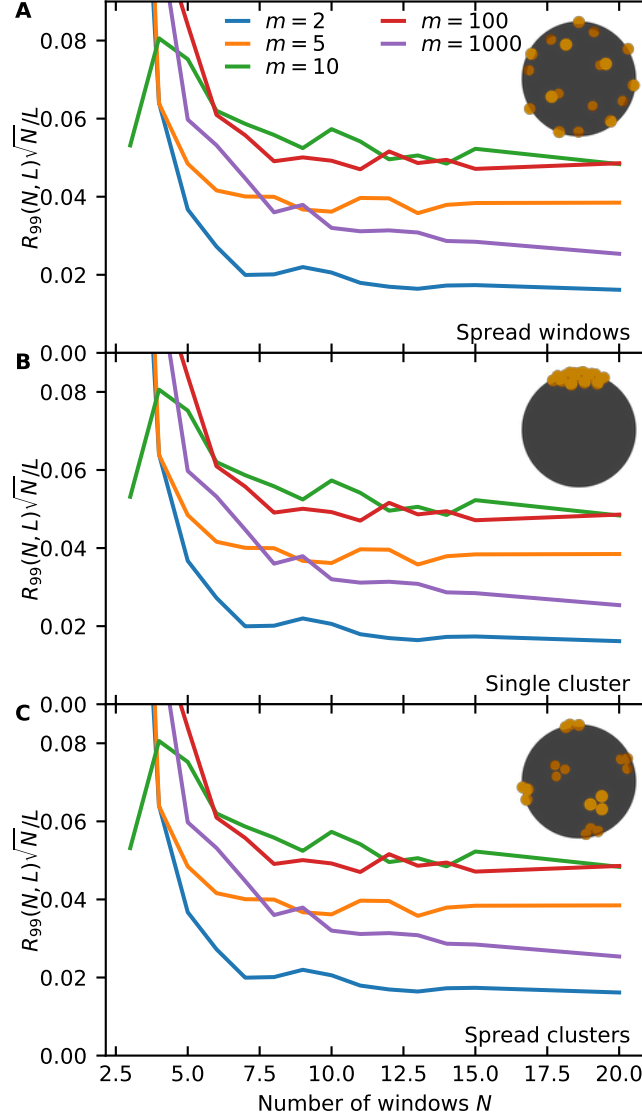 A
0.08
0.06
0.04
0.02
R₉₉(N, L)√N/L
m = 2
m = 5
m = 10
m = 100
m = 1000
Spread windows
B
0.00
0.08
0.06
0.04
0.02
R₉₉(N, L)√N/L
Single cluster
C
0.00
0.08
0.06
0.04
0.02
0.00
R₉₉(N, L)√N/L
Spread clusters
2.5 5.0 7.5 10.0 12.5 15.0 17.5 20.0
Number of windows N